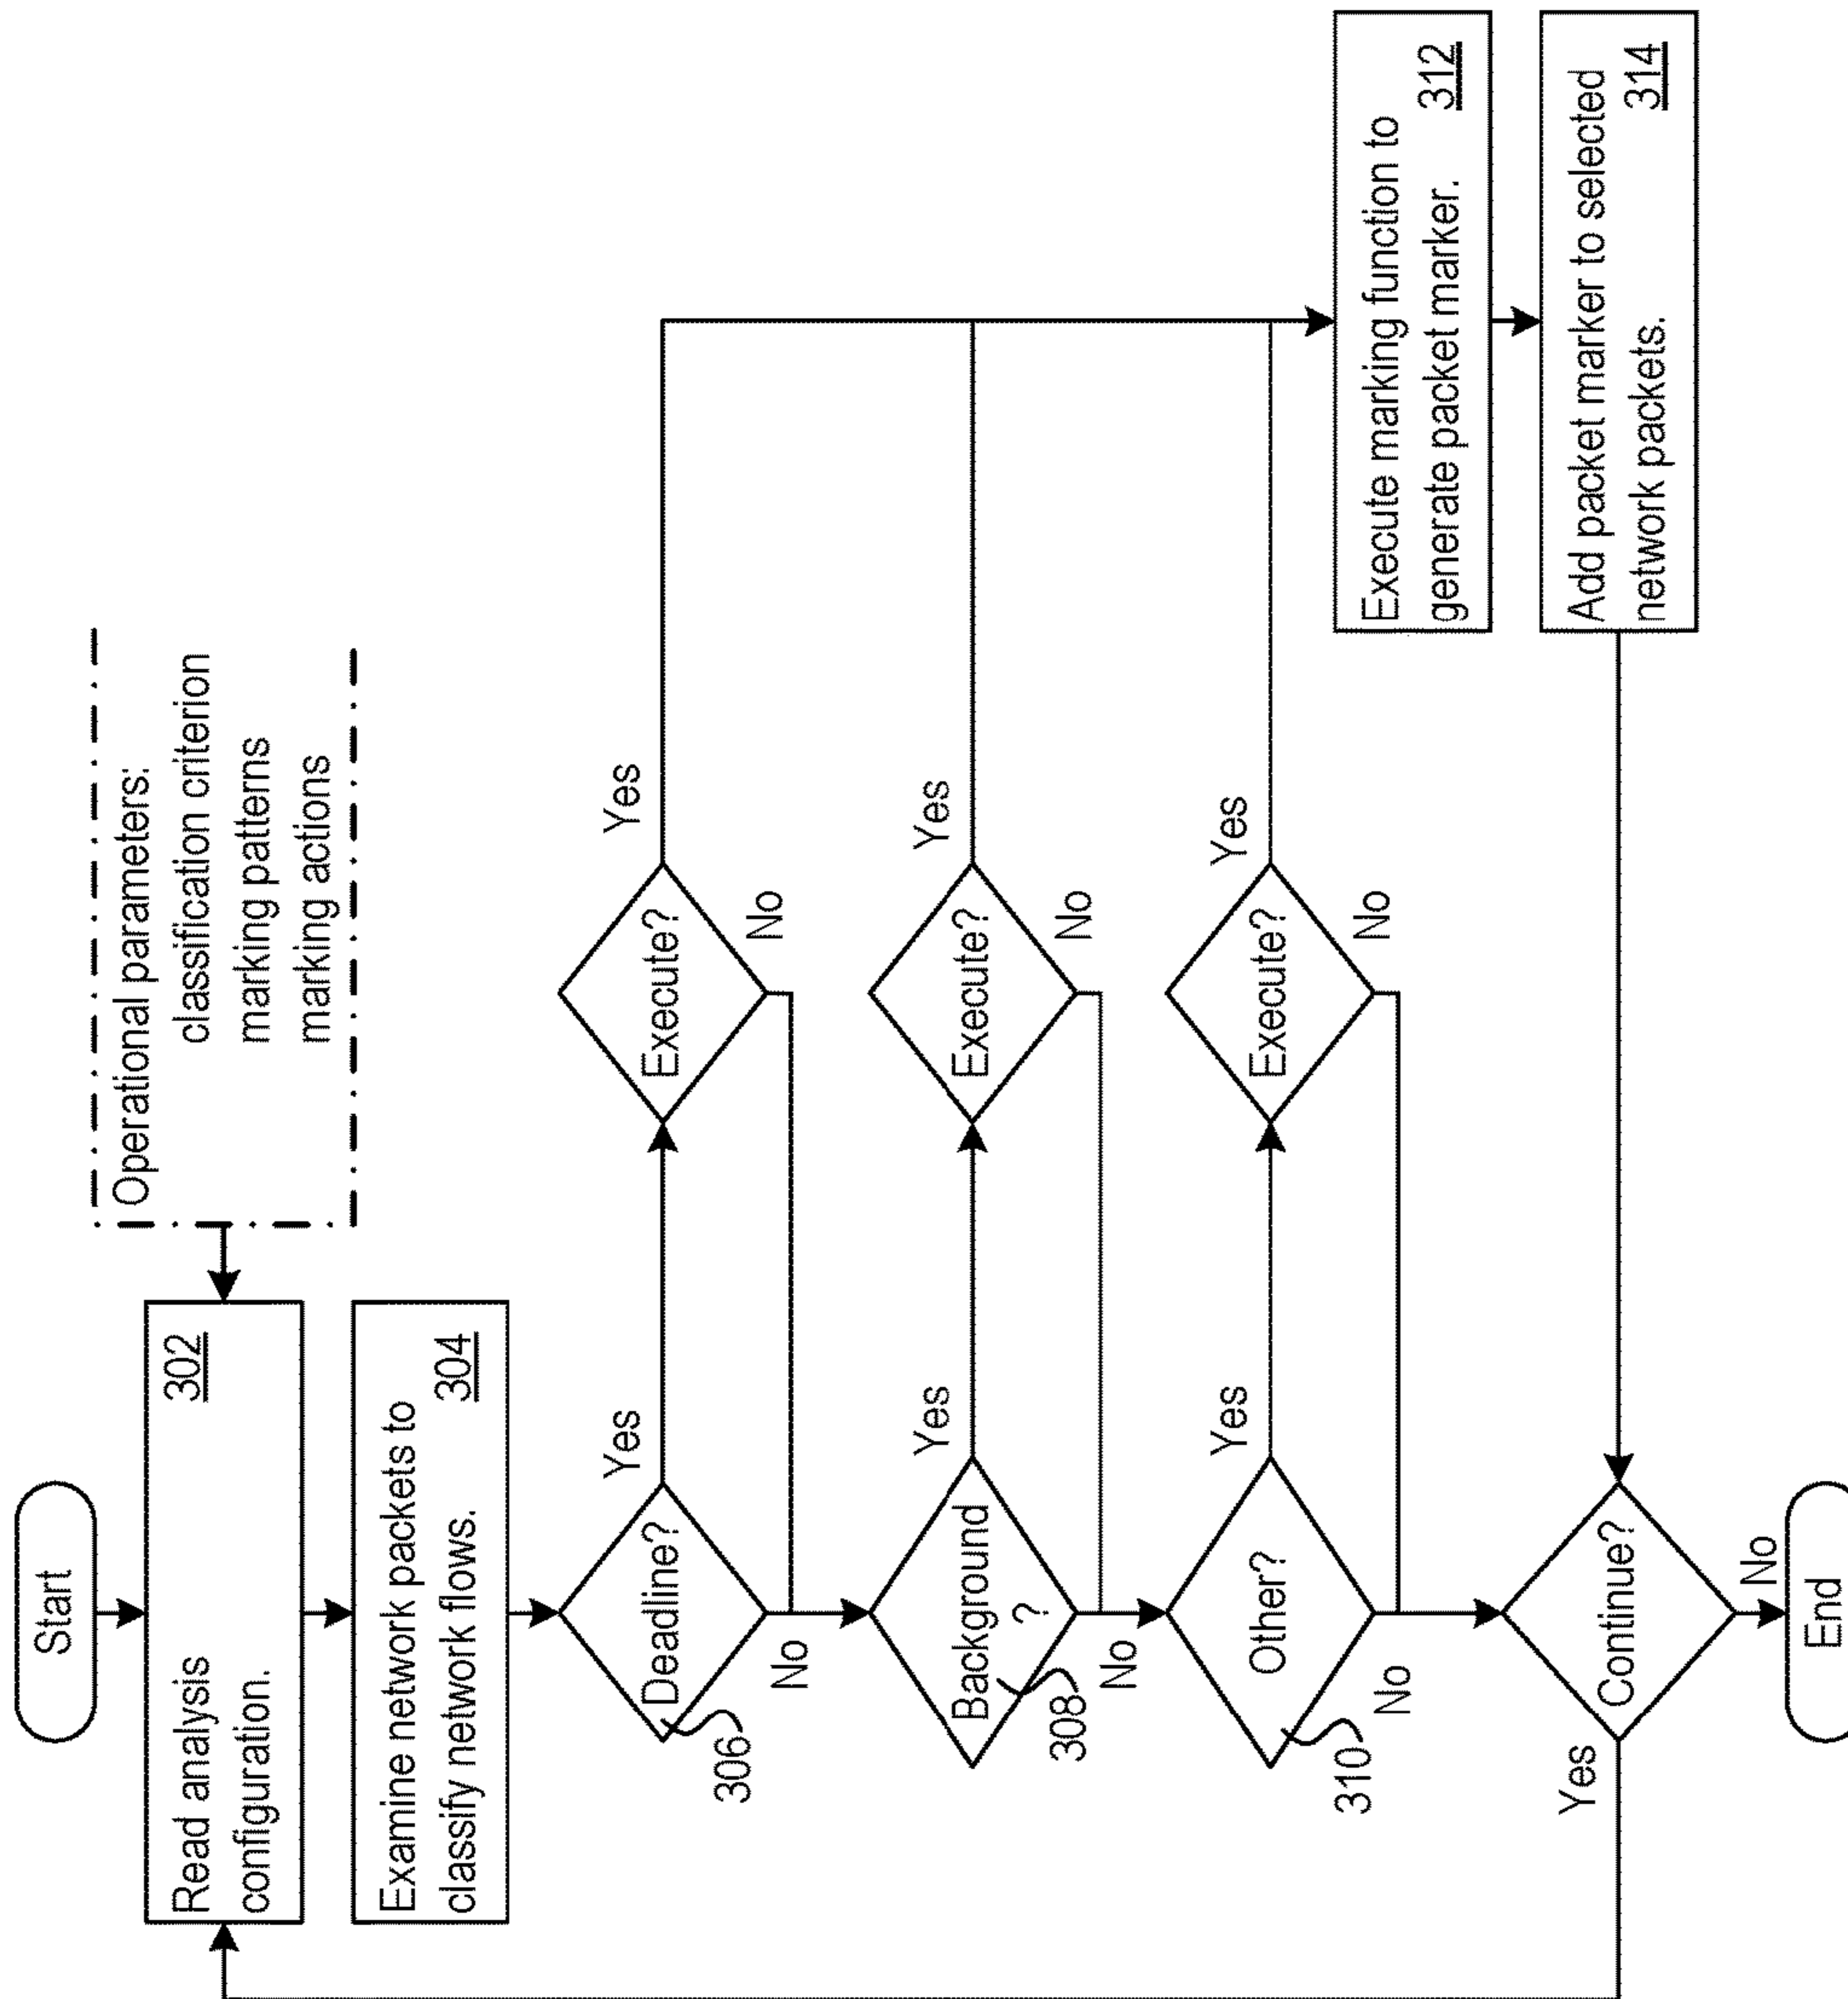 Start
Operational parameters:
classification criterion
marking patterns
marking actions
Read analysis
configuration.
302
Examine network packets to
classify network flows.
304
Deadline?
306
Yes
No
Execute?
Yes
No
Background
?
308
Yes
No
Execute?
Yes
No
Other?
310
Yes
No
Execute?
Yes
No
Execute marking function to
generate packet marker.
312
Add packet marker to selected
network packets.
314
Continue?
Yes
No
End